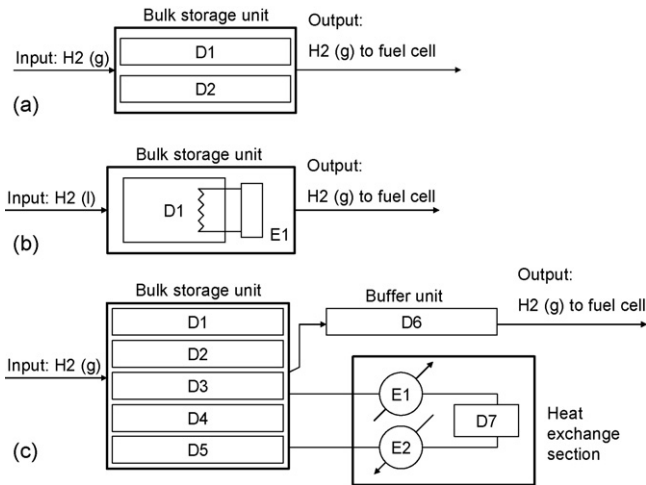 Bulk storage unit
Output:
Input: H2 (g)
D1
H2 (g) to fuel cell
D2
(a)
Bulk storage unit
Output:
Input: H2 (l)
D1
E1
H2 (g) to fuel cell
(b)
Output:
Bulk storage unit
Buffer unit
H2 (g) to fuel cell
D1
D6
D2
Input: H2 (g)
D3
E1
D4
D7
Heat
exchange
section
D5
E2
(c)